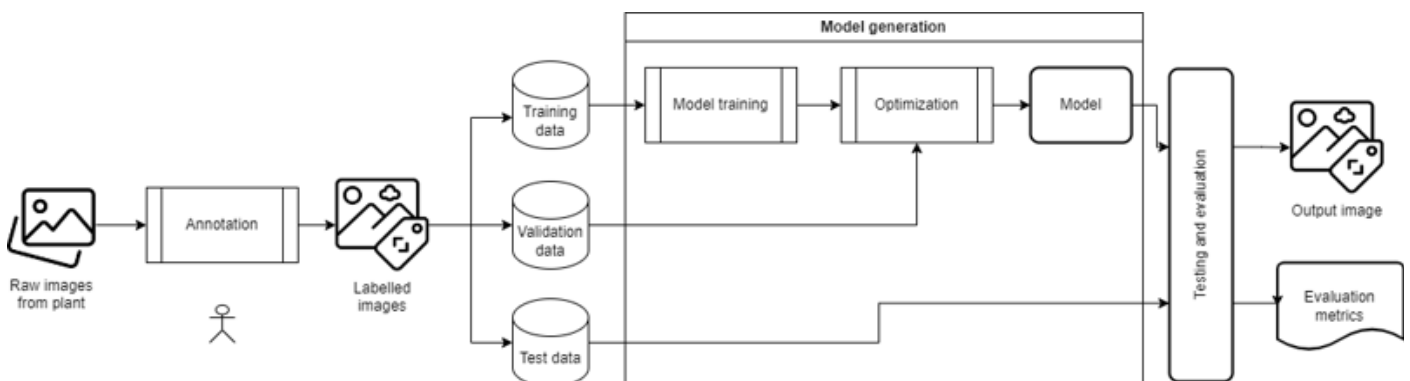 Model generation
Training
data
Model training
Optimization
Model
Raw images
from plant
Annotation
Labelled
images
Validation
data
Test data
Testing and evaluation
Output image
Evaluation
metrics